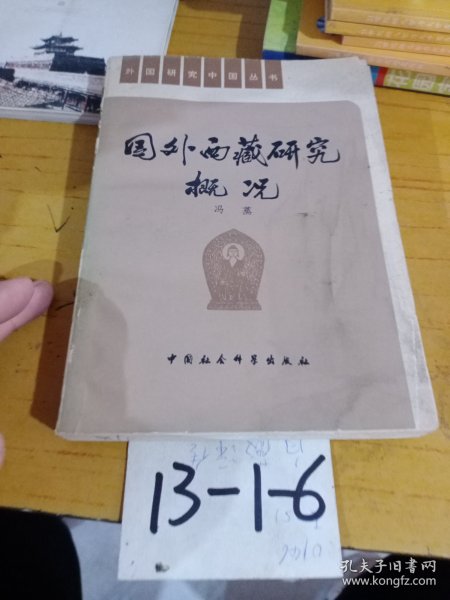 外国研究中国丛书
国外西藏研究
概况
冯蒸
中国社会科学出版社
13-1-6
孔夫子旧书网
www.kongfz.com